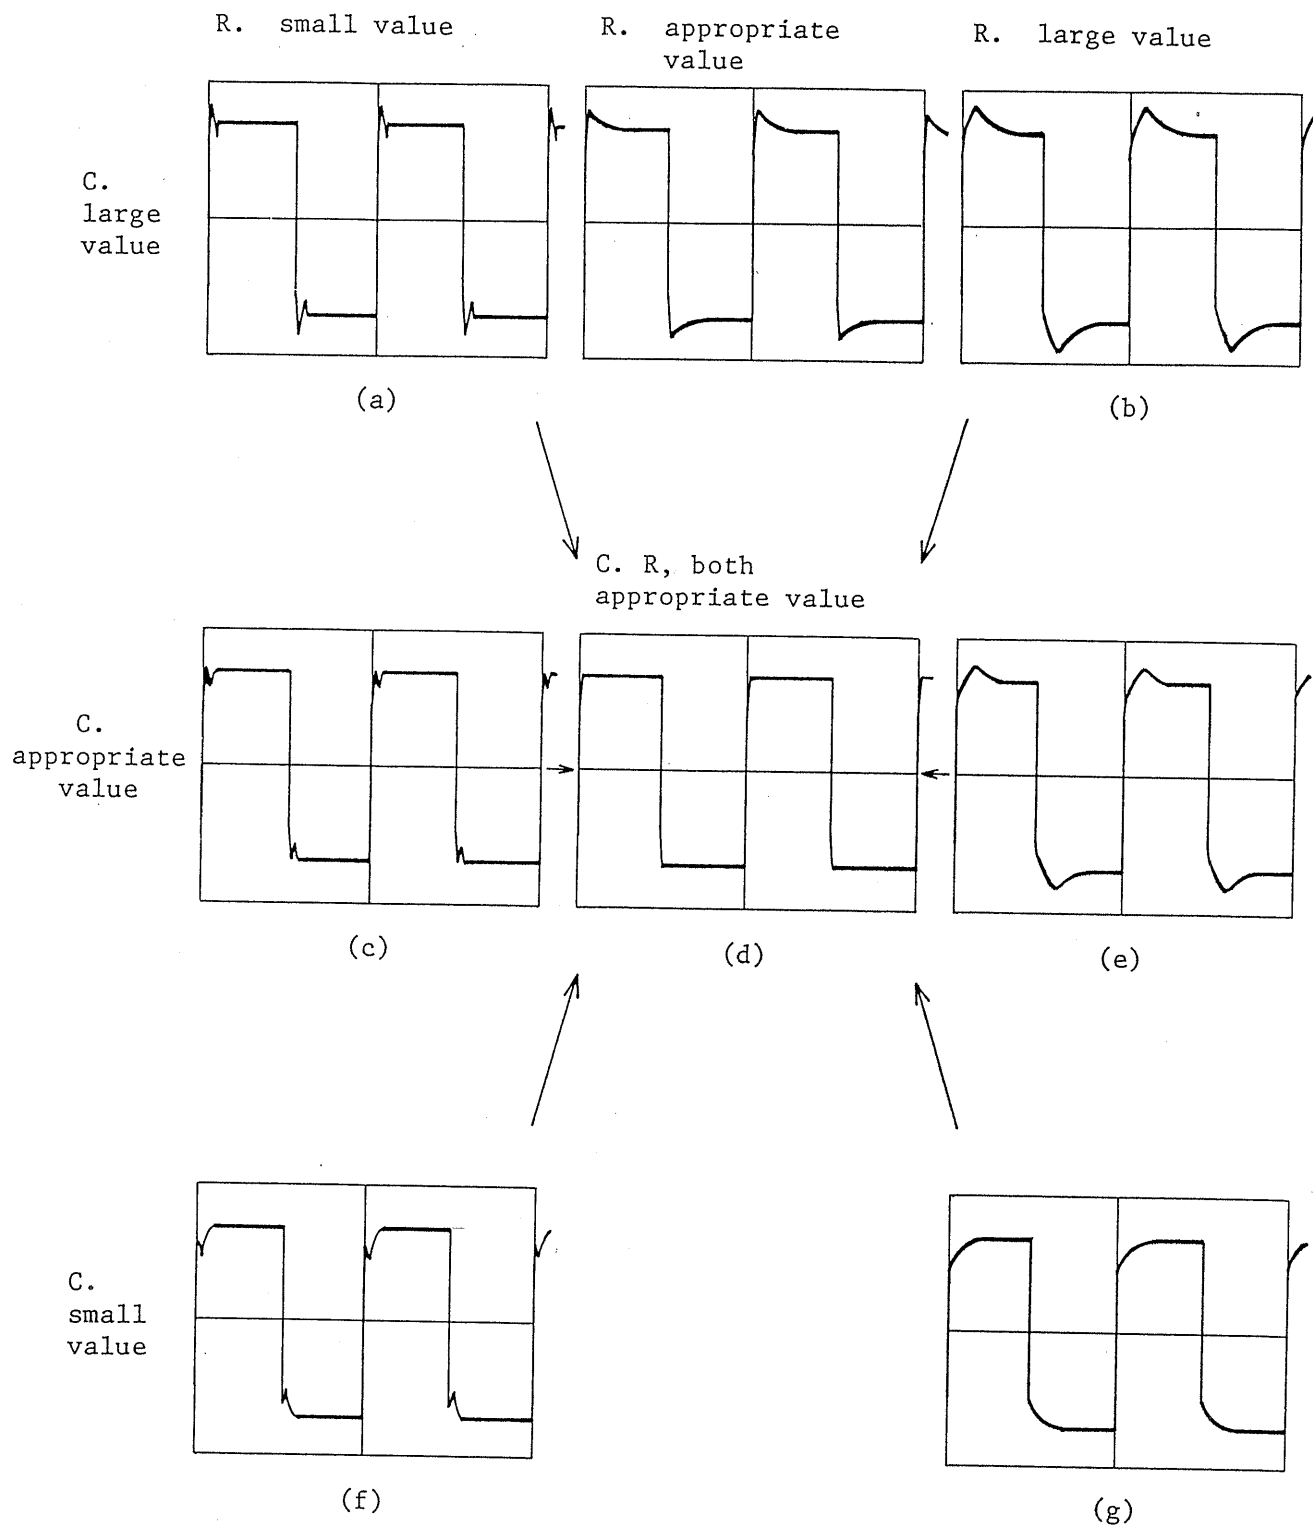 R. small value
R. appropriate
value
R. large value
C.
large
value
(a)
(b)
C. R, both
appropriate value
C.
appropriate
value
(c)
(d)
(e)
C.
small
value
(f)
(g)